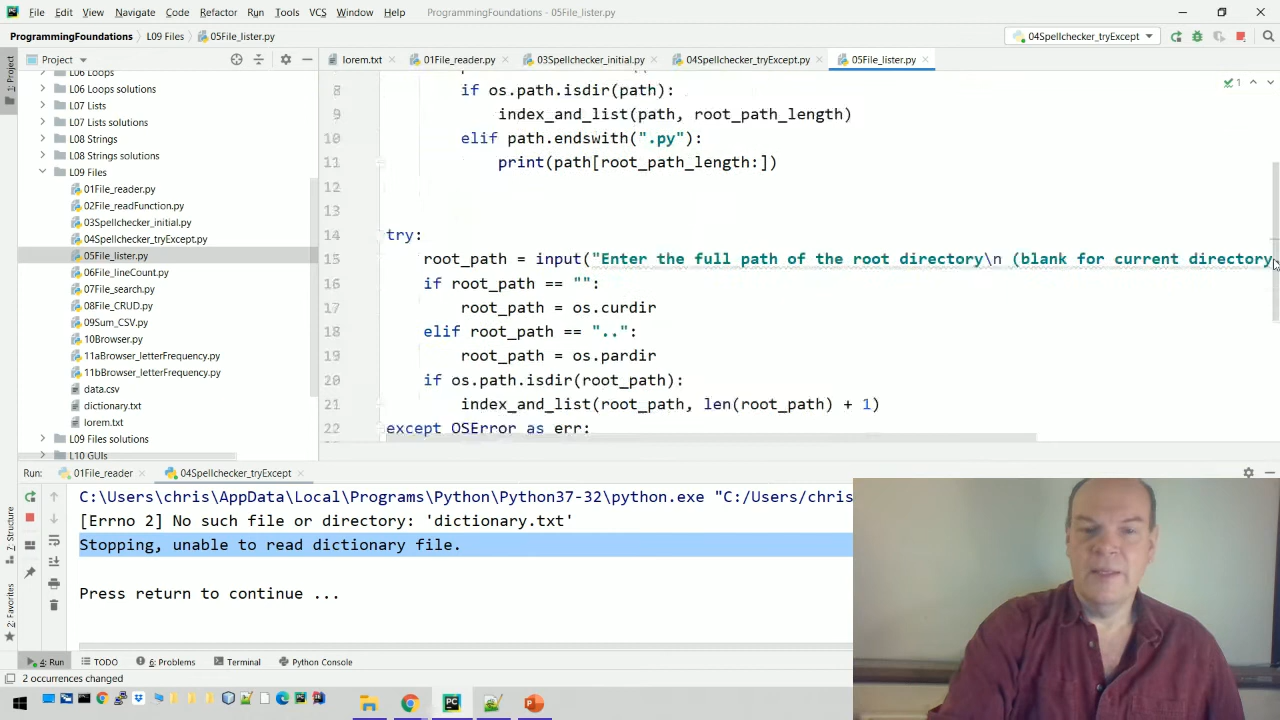 File Edit View Navigate Code Refactor Run Tools VCS Window Help ProgrammingFoundations - 05File_lister.py
ProgrammingFoundations L09 Files 05File_lister.py 04Spellchecker_tryExcept
1: Project
Project
lorem.txt 01File_reader.py 03Spellchecker_initial.py 04Spellchecker_tryExcept.py 05File_lister.py
L06 Loops
L06 Loops solutions
L07 Lists
L07 Lists solutions
L08 Strings
L08 Strings solutions
L09 Files
01File_reader.py
02File_readFunction.py
03Spellchecker_initial.py
04Spellchecker_tryExcept.py
05File_lister.py
06File_lineCount.py
07File_search.py
08File_CRUD.py
09Sum_CSV.py
10Browser.py
11aBrowser_letterFrequency.py
11bBrowser_letterFrequency.py
data.csv
dictionary.txt
lorem.txt
L09 Files solutions
L10 GUIs
1
8 if os.path.isdir(path):
9 index_and_list(path, root_path_length)
10 elif path.endswith(".py"):
11 print(path[root_path_length:])
12
13
14 try:
15 root_path = input("Enter the full path of the root directory\n (blank for current directory
16 if root_path == "":
17 root_path = os.curdir
18 elif root_path == "..":
19 root_path = os.pardir
20 if os.path.isdir(root_path):
21 index_and_list(root_path, len(root_path) + 1)
22 except OSError as err:
Run: 01File_reader 04Spellchecker_tryExcept
C:\Users\chris\AppData\Local\Programs\Python\Python37-32\python.exe "C:/Users/chris
[Errno 2] No such file or directory: 'dictionary.txt'
Stopping, unable to read dictionary file.
Press return to continue ...
7: Structure
2: Favorites
4: Run TODO 6: Problems Terminal Python Console
2 occurrences changed